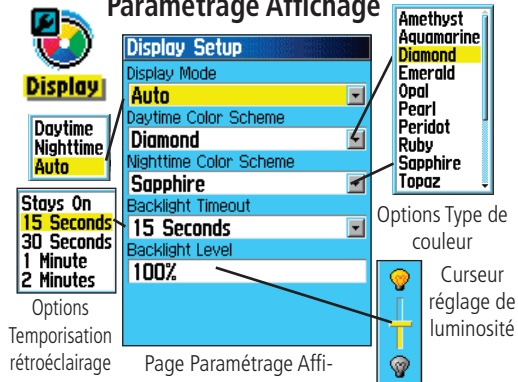 Paramétrage Affichage
Display
Daytime
Nighttime
Auto
Stays On
15 Seconds
30 Seconds
1 Minute
2 Minutes
Options
Temporisation
rétroéclairage
Display Setup
Display Mode
Auto
Daytime Color Scheme
Diamond
Nighttime Color Scheme
Sapphire
Backlight Timeout
15 Seconds
Backlight Level
100%
Page Paramétrage Affi-
Amethyst
Aquamarine
Diamond
Emerald
Opal
Pearl
Peridot
Ruby
Sapphire
Topaz
Options Type de
couleur
Curseur
réglage de
luminosité